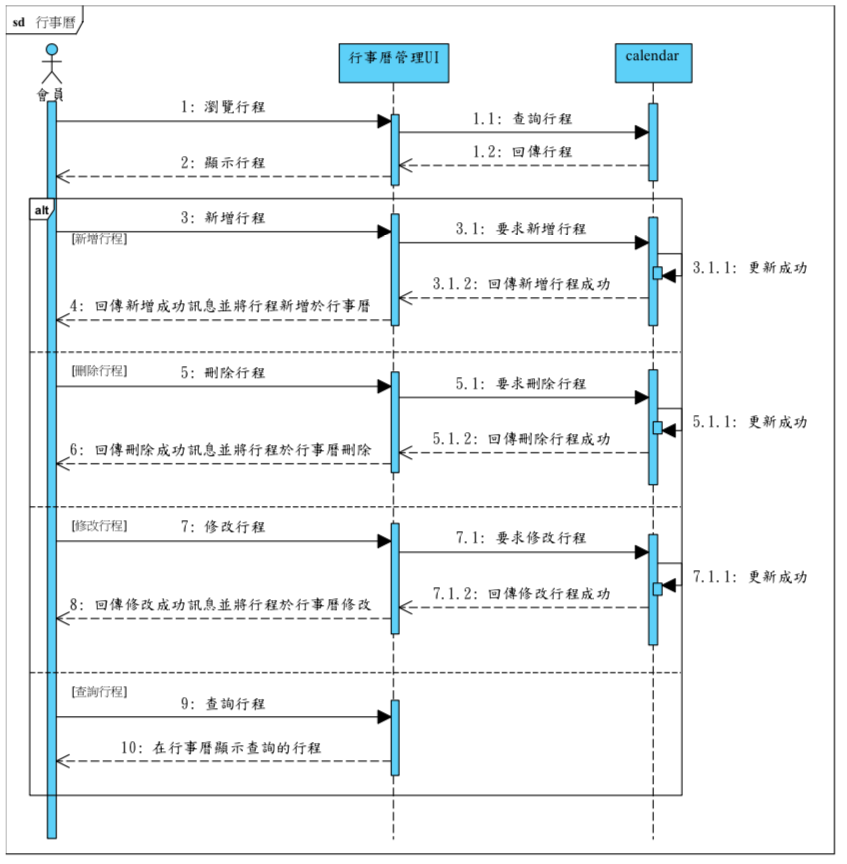 sd 行事曆
會員
行事曆管理UI
calendar
1: 瀏覽行程
1.1: 查詢行程
1.2: 回傳行程
2: 顯示行程
alt
3: 新增行程
[新增行程]
3.1: 要求新增行程
3.1.1: 更新成功
3.1.2: 回傳新增行程成功
4: 回傳新增成功訊息並將行程新增於行事曆
[刪除行程]
5: 刪除行程
5.1: 要求刪除行程
5.1.1: 更新成功
5.1.2: 回傳刪除行程成功
6: 回傳刪除成功訊息並將行程於行事曆刪除
[修改行程]
7: 修改行程
7.1: 要求修改行程
7.1.1: 更新成功
7.1.2: 回傳修改行程成功
8: 回傳修改成功訊息並將行程於行事曆修改
[查詢行程]
9: 查詢行程
10: 在行事曆顯示查詢的行程